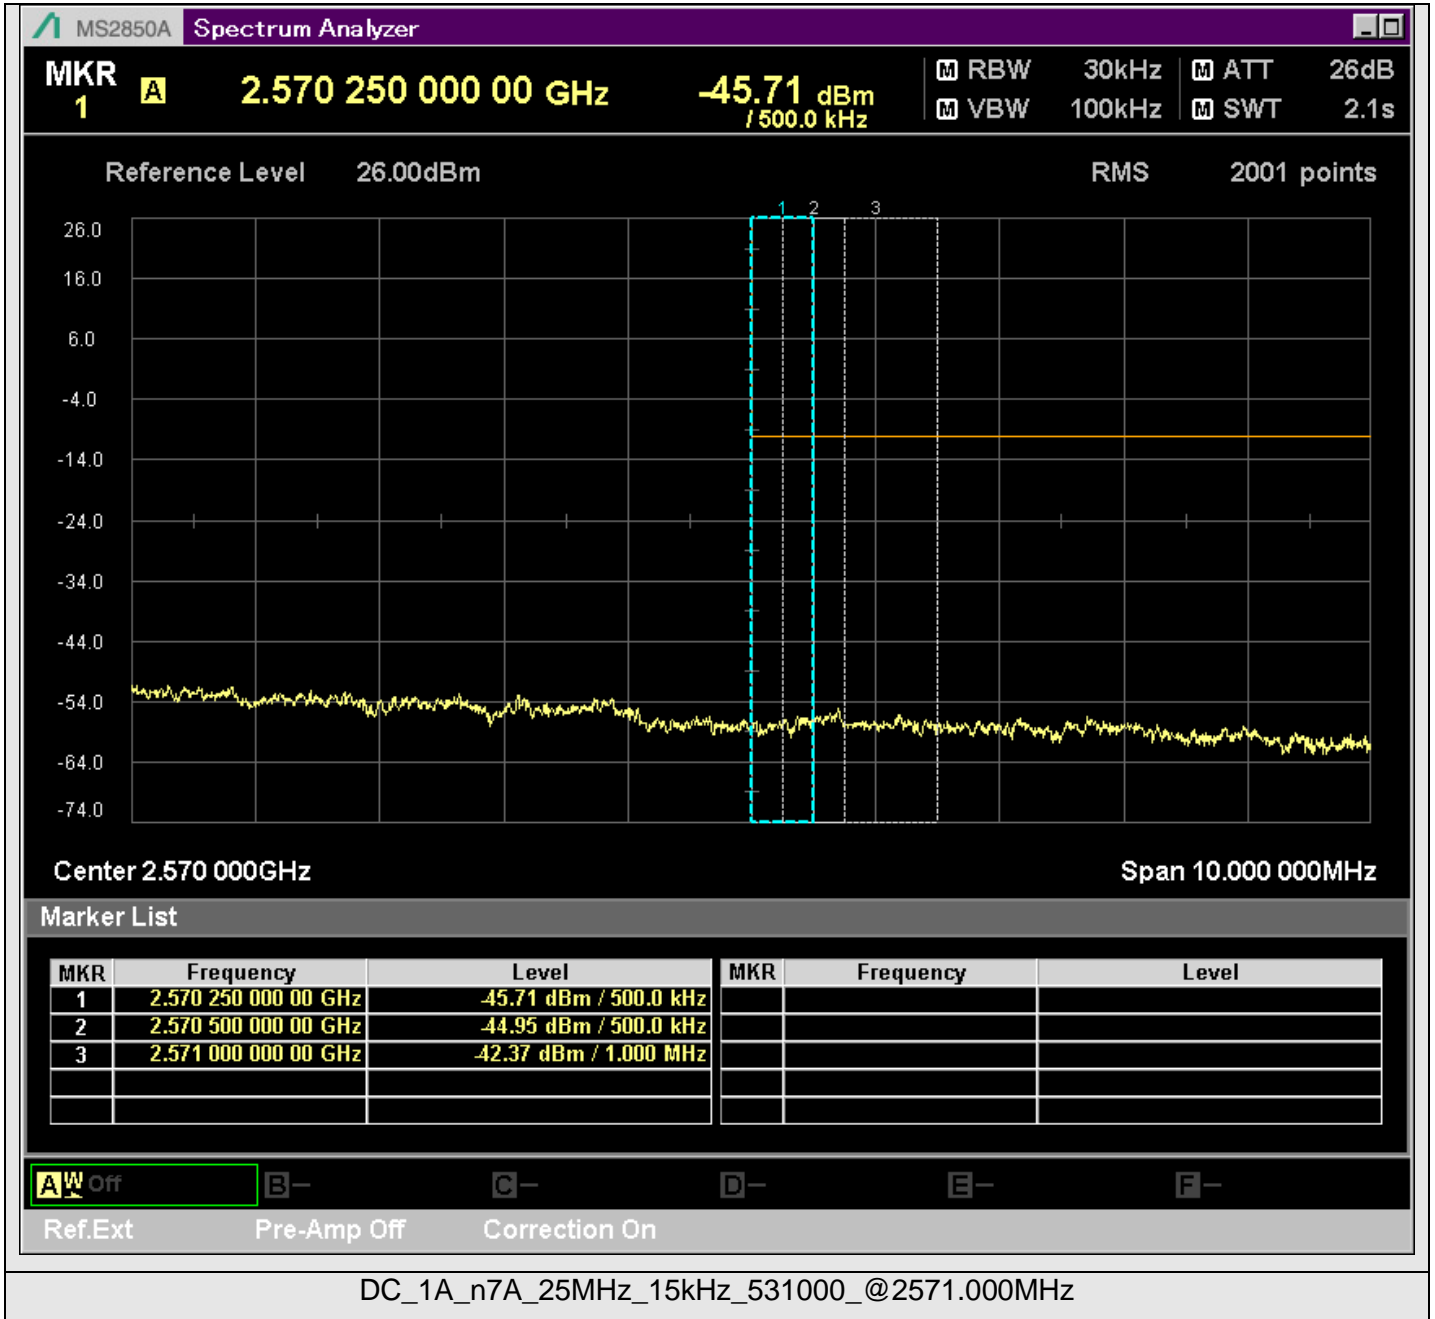 MS2850A Spectrum Analyzer
MKR 1 A 2.570 250 000 00 GHz -45.71 dBm / 500.0 kHz
M RBW 30kHz M ATT 26dB
M VBW 100kHz M SWT 2.1s
Reference Level 26.00dBm RMS 2001 points
1 2 3
26.0
16.0
6.0
-4.0
-14.0
-24.0
-34.0
-44.0
-54.0
-64.0
-74.0
Center 2.570 000GHz Span 10.000 000MHz
Marker List
MKR Frequency Level MKR Frequency Level
1 2.570 250 000 00 GHz -45.71 dBm / 500.0 kHz
2 2.570 500 000 00 GHz -44.95 dBm / 500.0 kHz
3 2.571 000 000 00 GHz -42.37 dBm / 1.000 MHz
A W Off B - C - D - E - F -
Ref.Ext Pre-Amp Off Correction On
DC_1A_n7A_25MHz_15kHz_531000_@2571.000MHz